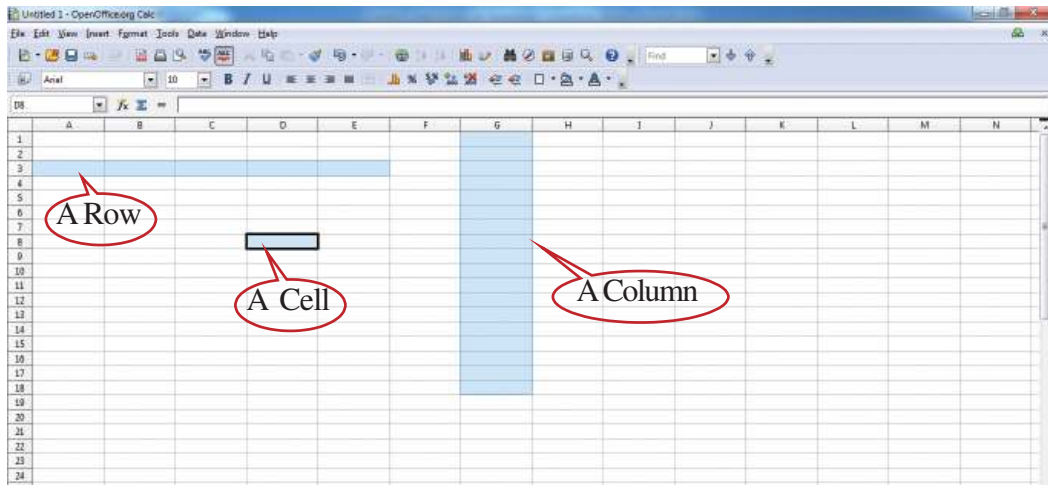 Untitled 1 - OpenOffice.org Calc
File Edit View Insert Format Tools Data Window Help
Find
Arial 10 B I U A
D8 fx Σ =
A B C D E F G H I J K L M N
1
2
3
4
5
6
A Row
7
8
9
10
11
A Cell
A Column
12
13
14
15
16
17
18
19
20
21
22
23
24